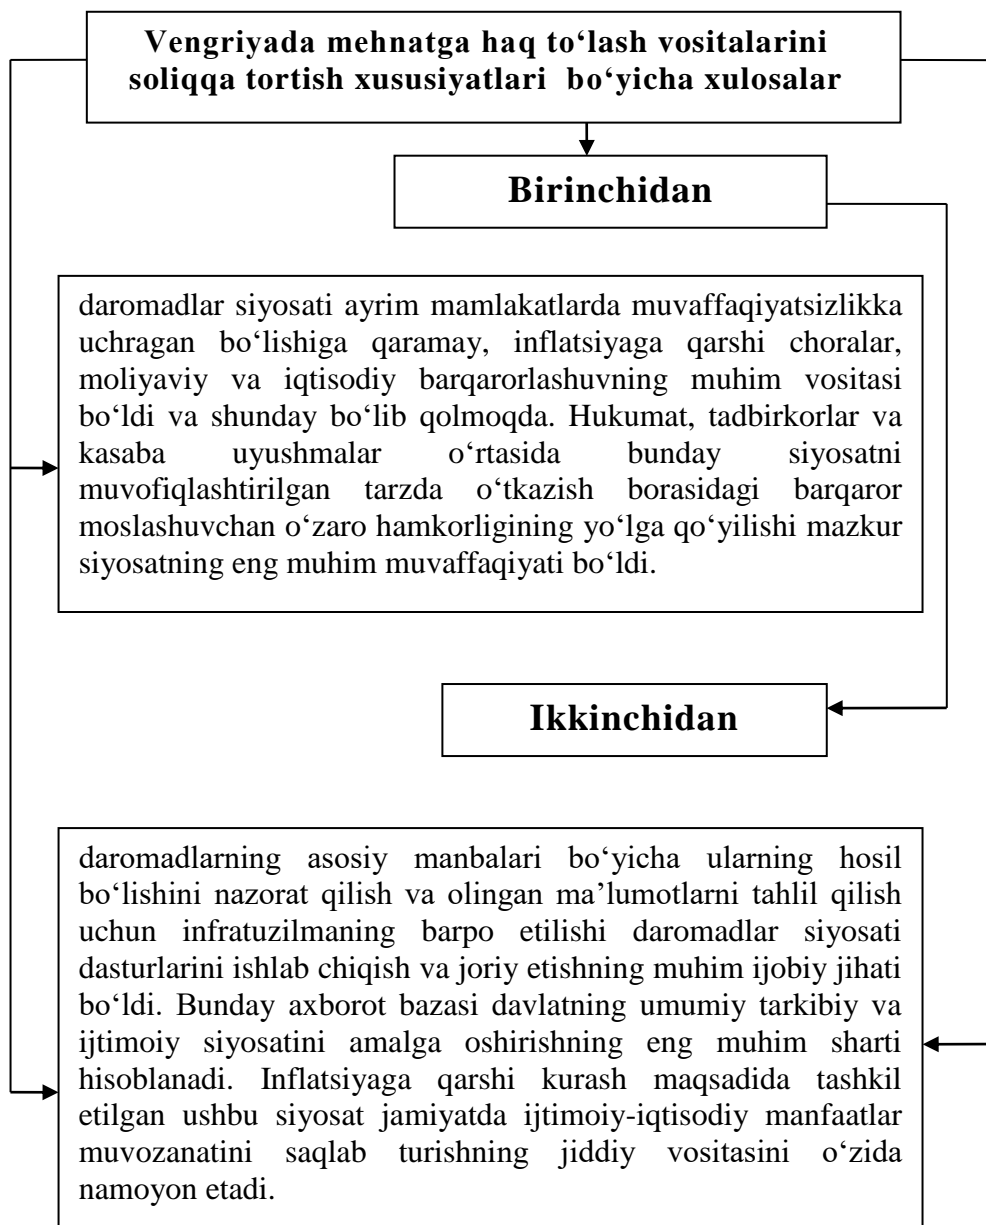 Vengriyada mehnatga haq to‘lash vositalarini
soliqqa tortish xususiyatlari bo‘yicha xulosalar
Birinchidan
daromadlar siyosati ayrim mamlakatlarda muvaffaqiyatsizlikka
uchragan bo‘lishiga qaramay, inflatsiyaga qarshi choralar,
moliyaviy va iqtisodiy barqarorlashuvning muhim vositasi
bo‘ldi va shunday bo‘lib qolmoqda. Hukumat, tadbirkorlar va
kasaba uyushmalar o‘rtasida bunday siyosatni
muvofiqlashtirilgan tarzda o‘tkazish borasidagi barqaror
moslashuvchan o‘zaro hamkorligining yo‘lga qo‘yilishi mazkur
siyosatning eng muhim muvaffaqiyati bo‘ldi.
Ikkinchidan
daromadlarning asosiy manbalari bo‘yicha ularning hosil
bo‘lishini nazorat qilish va olingan ma’lumotlarni tahlil qilish
uchun infratuzilmaning barpo etilishi daromadlar siyosati
dasturlarini ishlab chiqish va joriy etishning muhim ijobiy jihati
bo‘ldi. Bunday axborot bazasi davlatning umumiy tarkibiy va
ijtimoiy siyosatini amalga oshirishning eng muhim sharti
hisoblanadi. Inflatsiyaga qarshi kurash maqsadida tashkil
etilgan ushbu siyosat jamiyatda ijtimoiy-iqtisodiy manfaatlar
muvozanatini saqlab turishning jiddiy vositasini o‘zida
namoyon etadi.